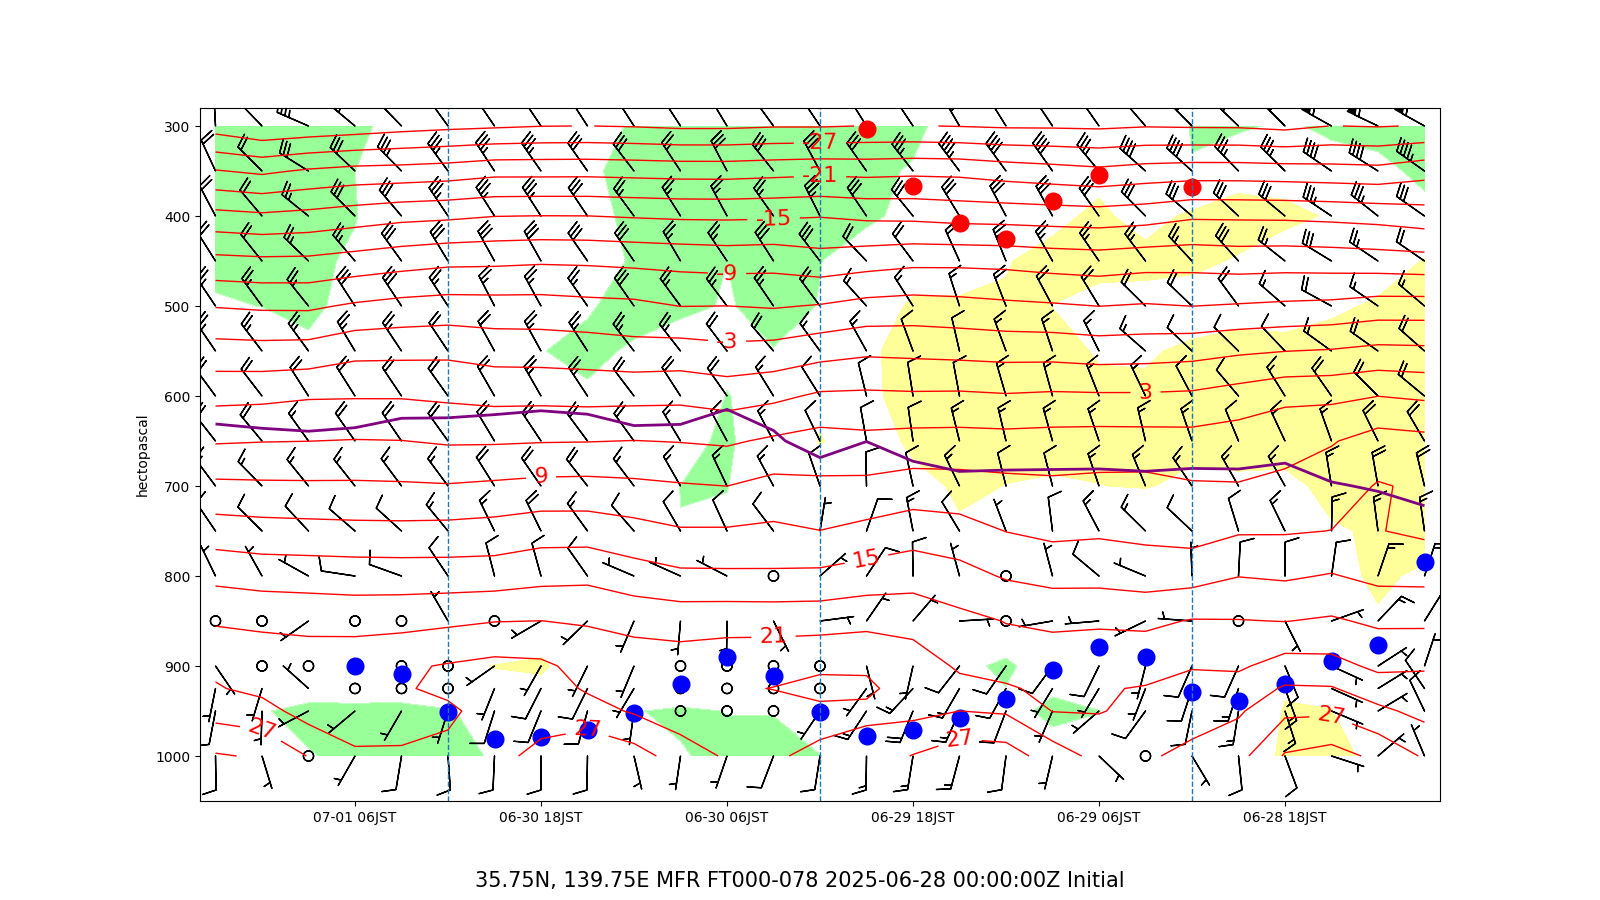 300
400
500
600
700
800
900
1000
hectopascal
-27
-21
-15
-9
-3
3
9
15
21
27
27
27
27
07-01 06JST
06-30 18JST
06-30 06JST
06-29 18JST
06-29 06JST
06-28 18JST
35.75N, 139.75E MFR FT000-078 2025-06-28 00:00:00Z Initial